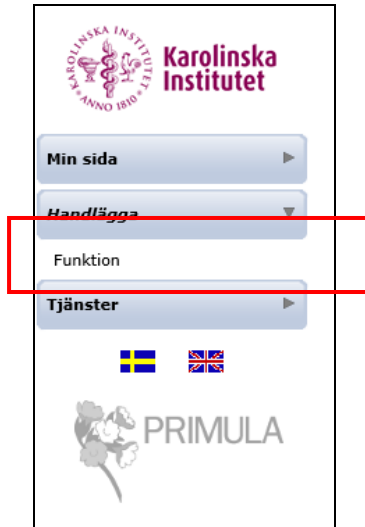 KAROLINSKA INSTITUTET
ANNO 1810
Karolinska
Institutet
Min sida
Handlägga
Funktion
Tjänster
PRIMULA